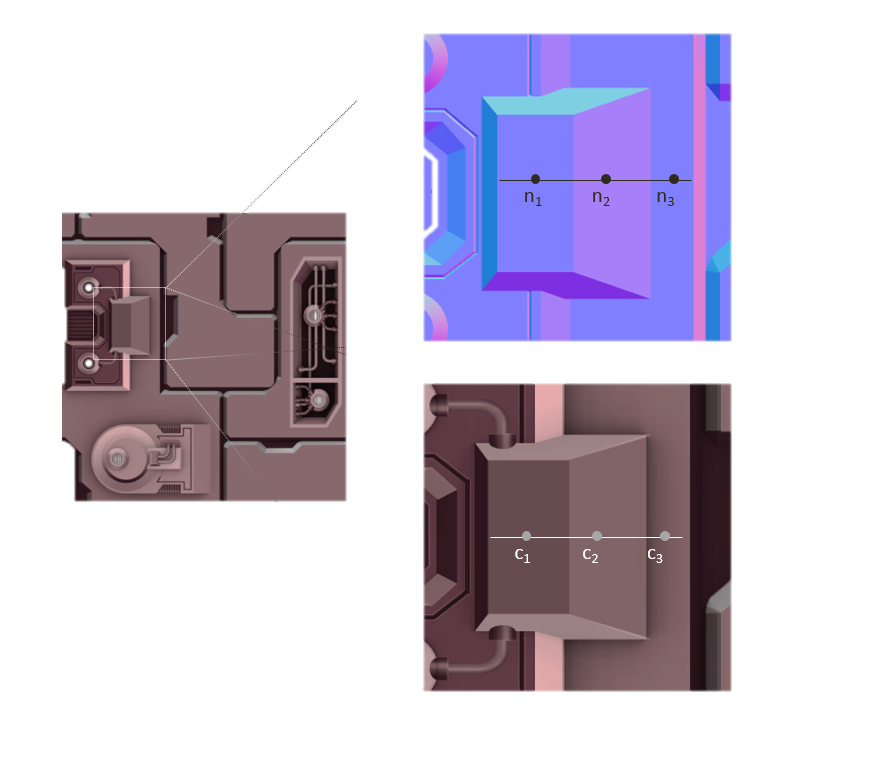 n₁ n₂ n₃
c₁ c₂ c₃